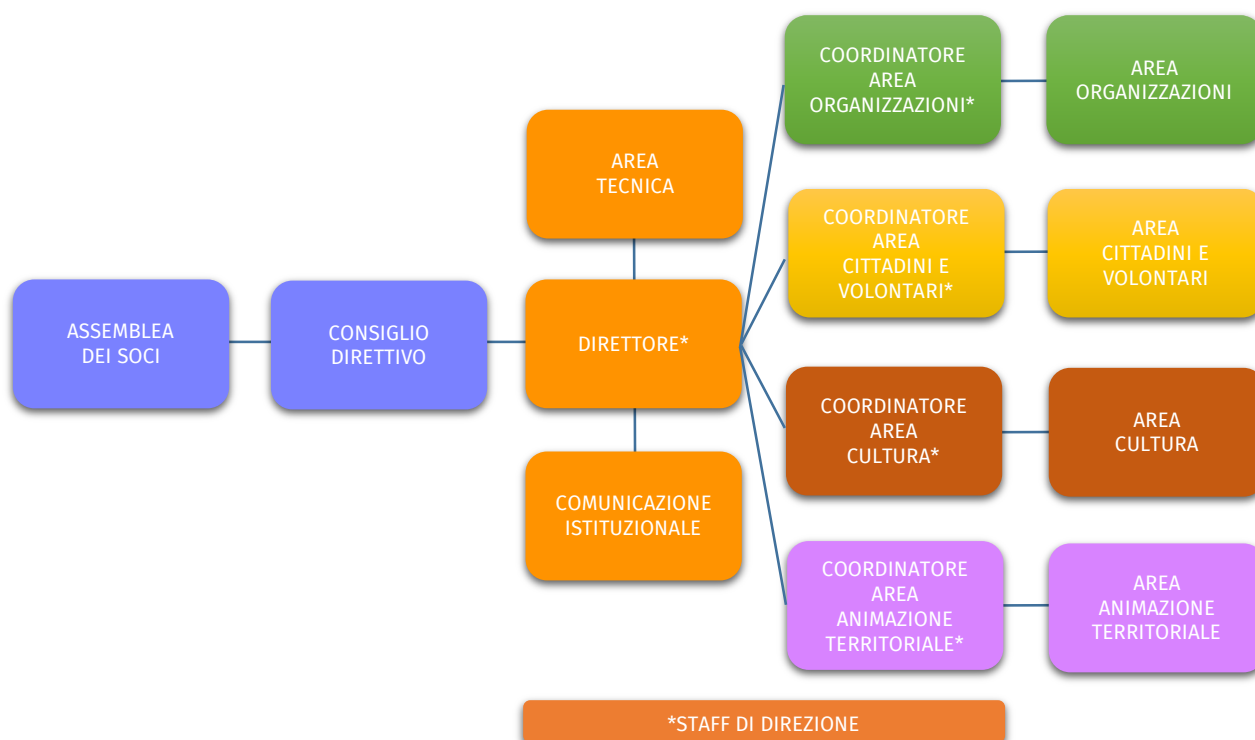 ASSEMBLEA
DEI SOCI
CONSIGLIO
DIRETTIVO
AREA
TECNICA
DIRETTORE*
COMUNICAZIONE
ISTITUZIONALE
COORDINATORE
AREA
ORGANIZZAZIONI*
AREA
ORGANIZZAZIONI
COORDINATORE
AREA
CITTADINI E
VOLONTARI*
AREA
CITTADINI E
VOLONTARI
COORDINATORE
AREA
CULTURA*
AREA
CULTURA
COORDINATORE
AREA
ANIMAZIONE
TERRITORIALE*
AREA
ANIMAZIONE
TERRITORIALE
*STAFF DI DIREZIONE